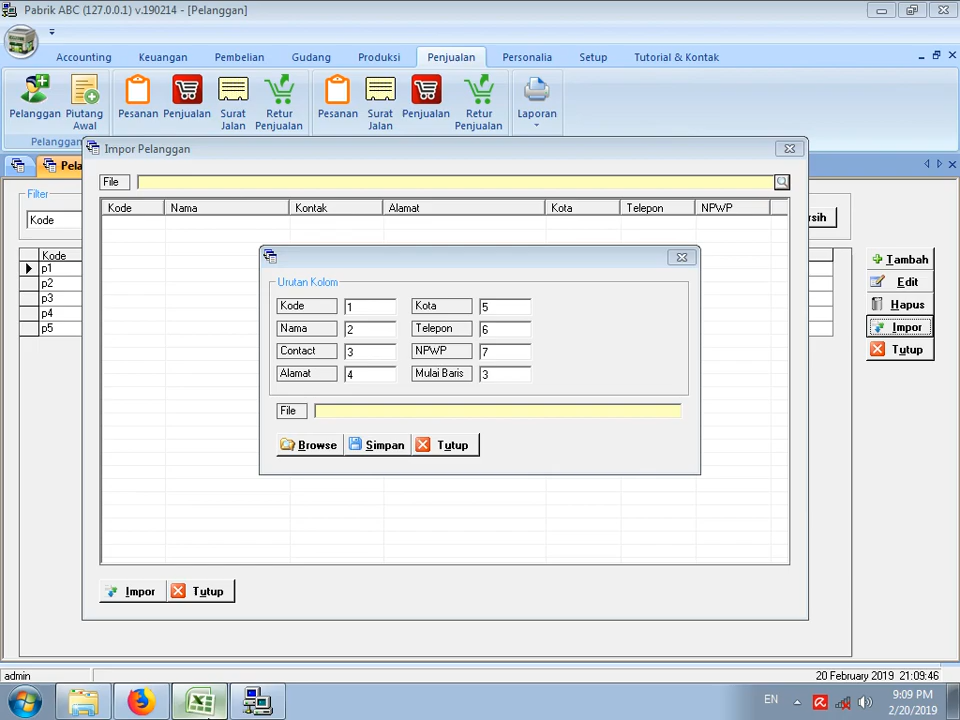 Pabrik ABC (127.0.0.1) v.190214 - [Pelanggan]
Accounting Keuangan Pembelian Gudang Produksi Penjualan Personalia Setup Tutorial & Kontak
Pelanggan Piutang Awal Pesanan Penjualan Surat Jalan Retur Penjualan Pesanan Surat Jalan Penjualan Retur Penjualan Laporan
Pelanggan
Impor Pelanggan
Filter
File
Kode
Kode Nama Kontak Alamat Kota Telepon NPWP
Kode
p1
p2
p3
p4
p5
Tambah
Edit
Hapus
Impor
Tutup
Urutan Kolom
Kode 1 Kota 5
Nama 2 Telepon 6
Contact 3 NPWP 7
Alamat 4 Mulai Baris 3
File
Browse Simpan Tutup
Impor Tutup
admin 20 February 2019 21:09:46
EN 9:09 PM
2/20/2019